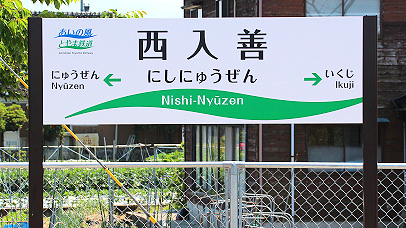 あいの風
とやま鉄道
西入善
にしにゅうぜん
にゅうぜん
Nyūzen
いくじ
Ikuji
Nishi-Nyūzen